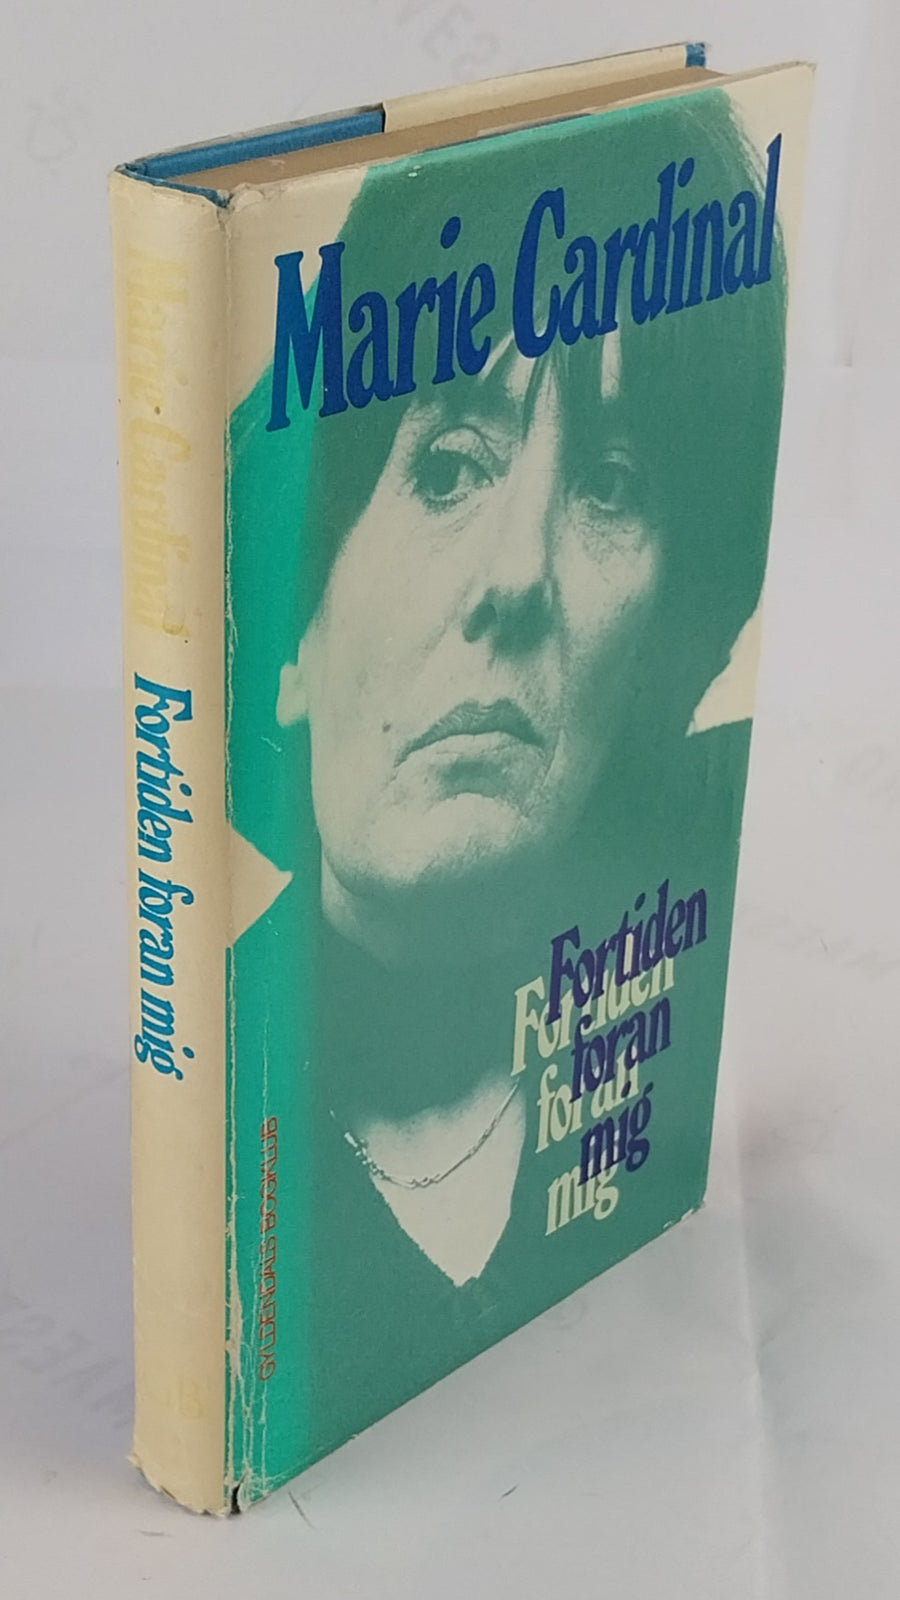 Marie Cardinal
Fortiden foran mig
Marie Cardinal
Fortiden
foran
mig
Fortiden
foran
mig
GYLDENDALS BOGKLUB